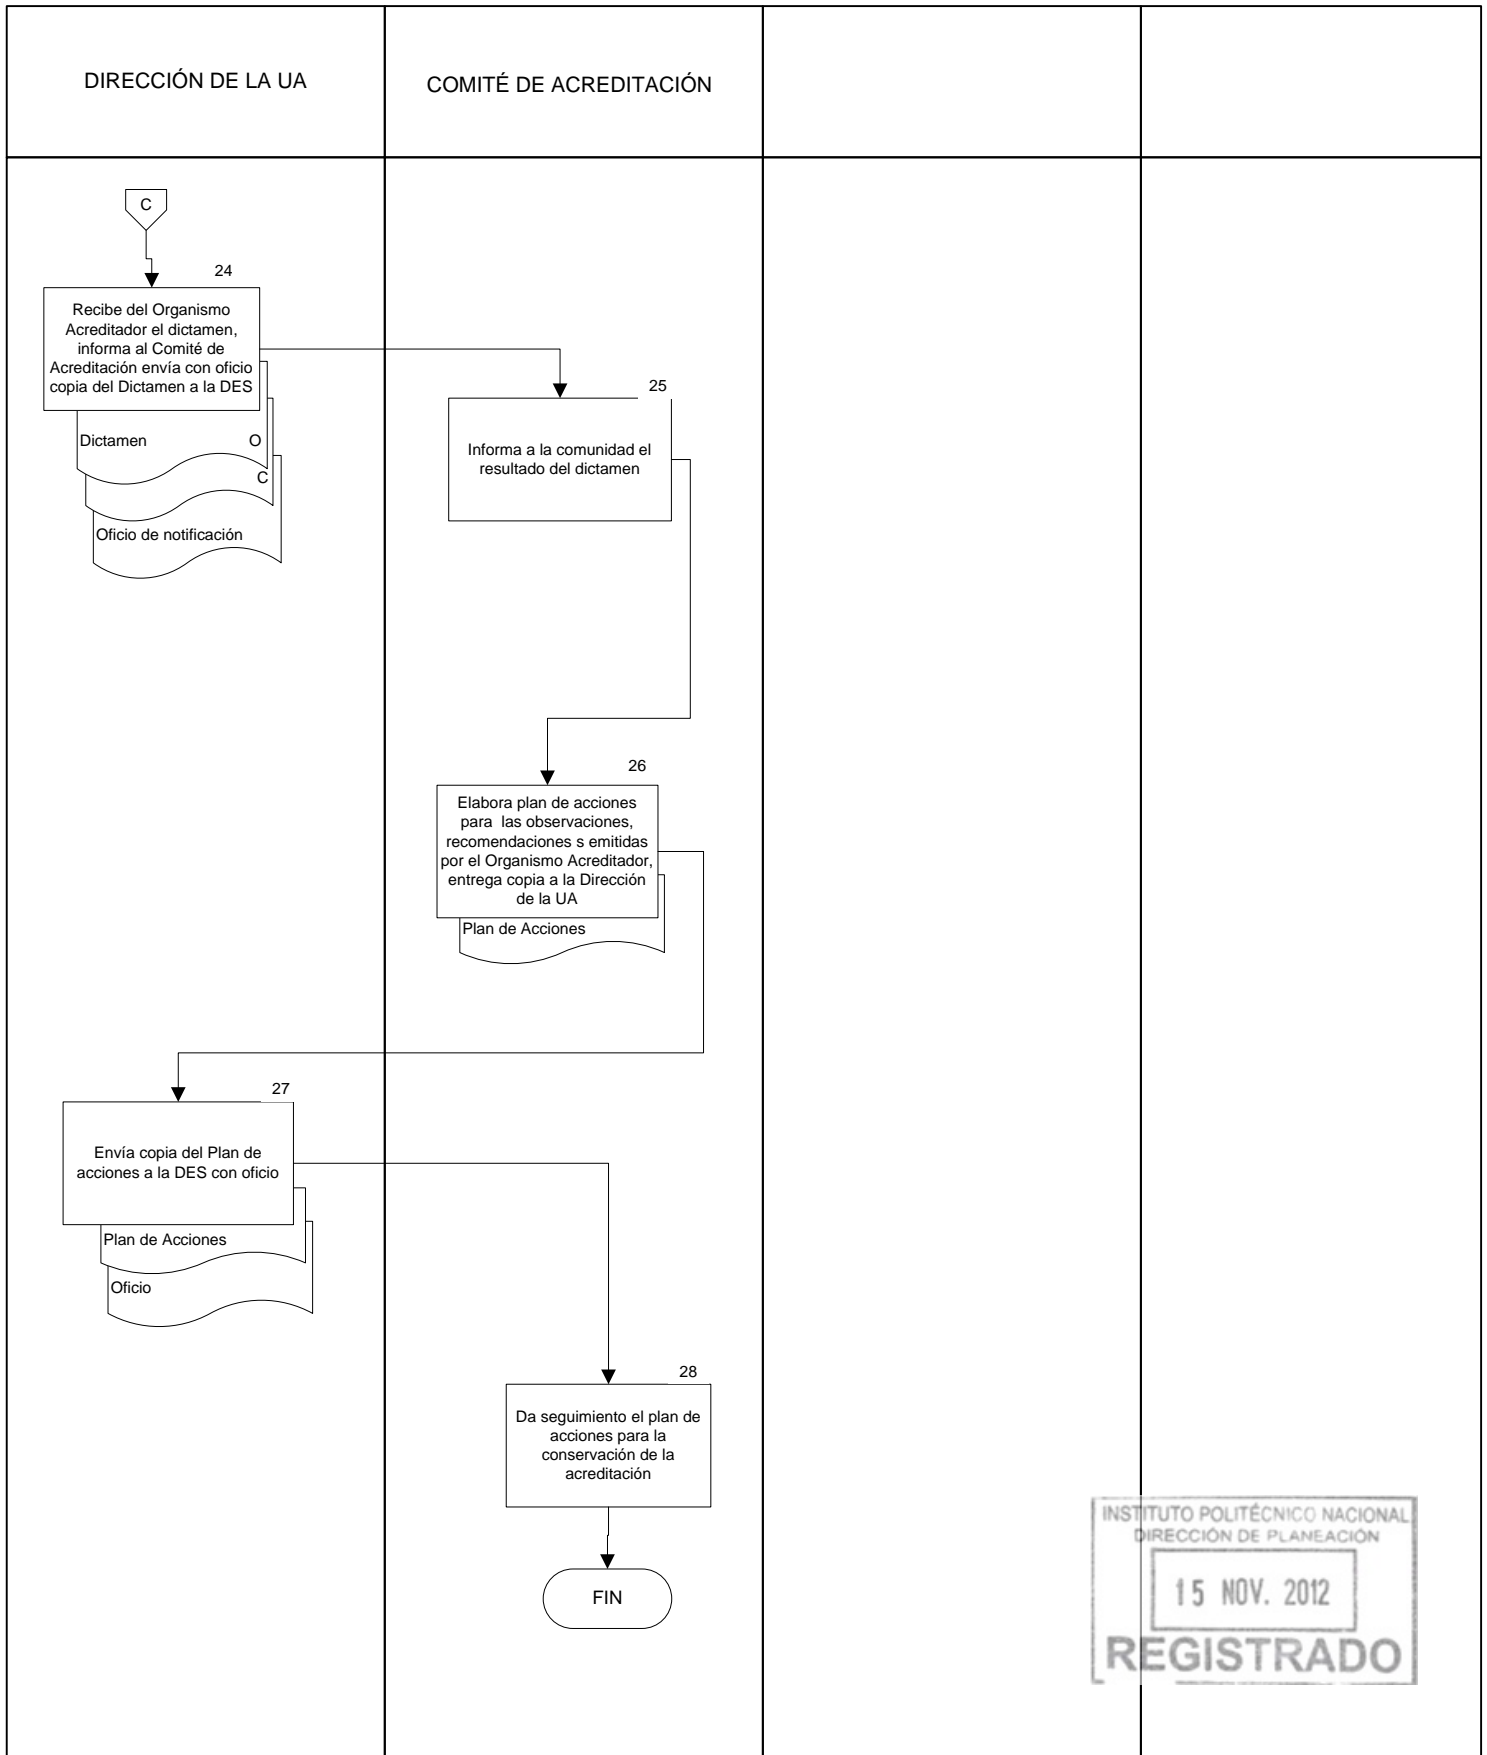 DIRECCIÓN DE LA UA
COMITÉ DE ACREDITACIÓN
C
24
Recibe del Organismo
Acreditador el dictamen,
informa al Comité de
Acreditación envía con oficio
copia del Dictamen a la DES
Dictamen O
C
Oficio de notificación
25
Informa a la comunidad el
resultado del dictamen
26
Elabora plan de acciones
para las observaciones,
recomendaciones s emitidas
por el Organismo Acreditador,
entrega copia a la Dirección
de la UA
Plan de Acciones
27
Envía copia del Plan de
acciones a la DES con oficio
Plan de Acciones
Oficio
28
Da seguimiento el plan de
acciones para la
conservación de la
acreditación
FIN
INSTITUTO POLITÉCNICO NACIONAL
DIRECCIÓN DE PLANEACIÓN
15 NOV. 2012
REGISTRADO